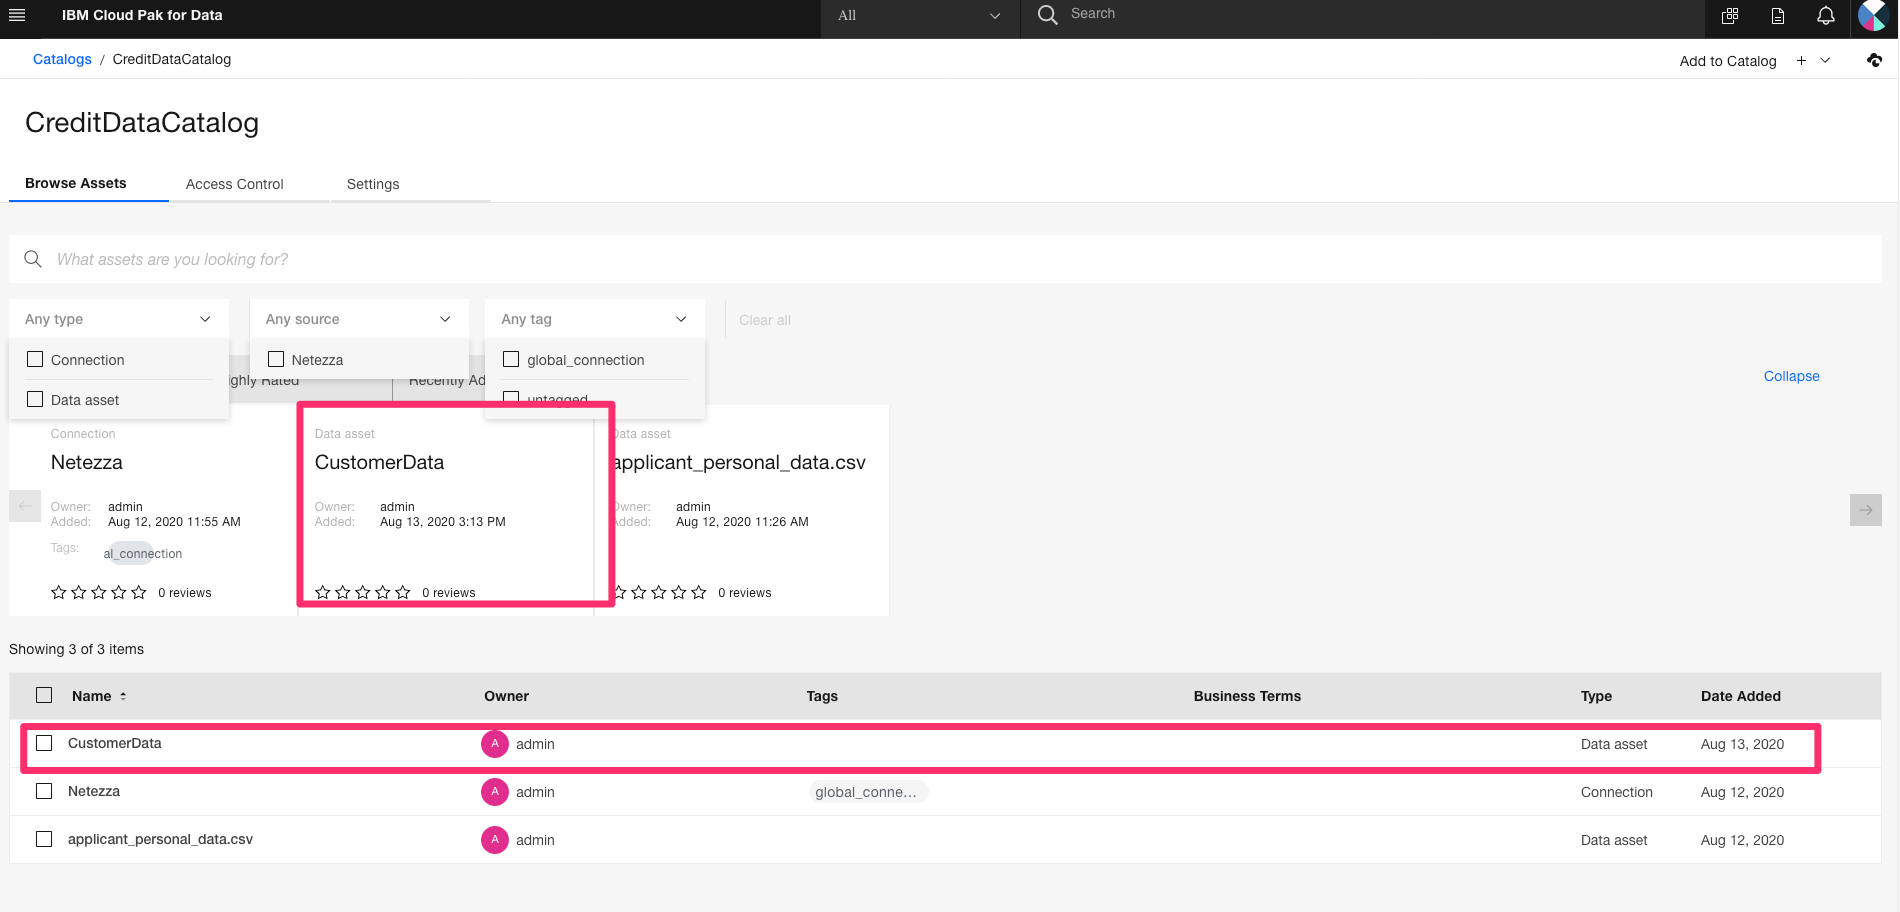 IBM Cloud Pak for Data
All
Search
Catalogs / CreditDataCatalog
Add to Catalog +
CreditDataCatalog
Browse Assets
Access Control
Settings
What assets are you looking for?
Any type
Any source
Any tag
Clear all
Connection
Netezza
global_connection
ghly Rated
Recently Ad
Collapse
Data asset
untagged
Connection
Netezza
Owner: admin
Added: Aug 12, 2020 11:55 AM
Tags: al_connection
0 reviews
Data asset
CustomerData
Owner: admin
Added: Aug 13, 2020 3:13 PM
0 reviews
Data asset
applicant_personal_data.csv
Owner: admin
Added: Aug 12, 2020 11:26 AM
0 reviews
Showing 3 of 3 items
Name Owner Tags Business Terms Type Date Added
CustomerData A admin Data asset Aug 13, 2020
Netezza A admin global_conne... Connection Aug 12, 2020
applicant_personal_data.csv A admin Data asset Aug 12, 2020